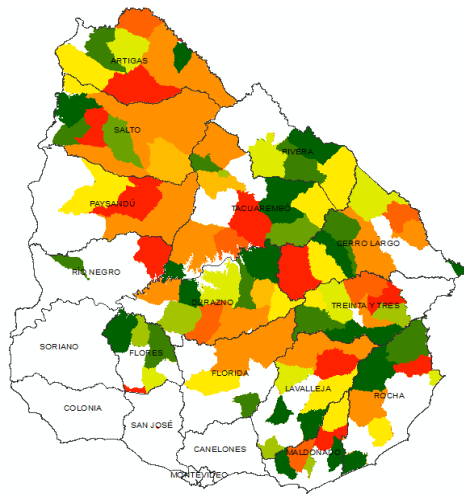 ARTIGAS
SALTO
RIVERA
PAYSANDÚ
TACUAREMBÓ
CERRO LARGO
RIO NEGRO
DURAZNO
TREINTA Y TRES
SORIANO
FLORES
FLORIDA
LAVALLEJA
ROCHA
COLONIA
SAN JOSÉ
CANELONES
MALDONADO
MONTEVIDEO